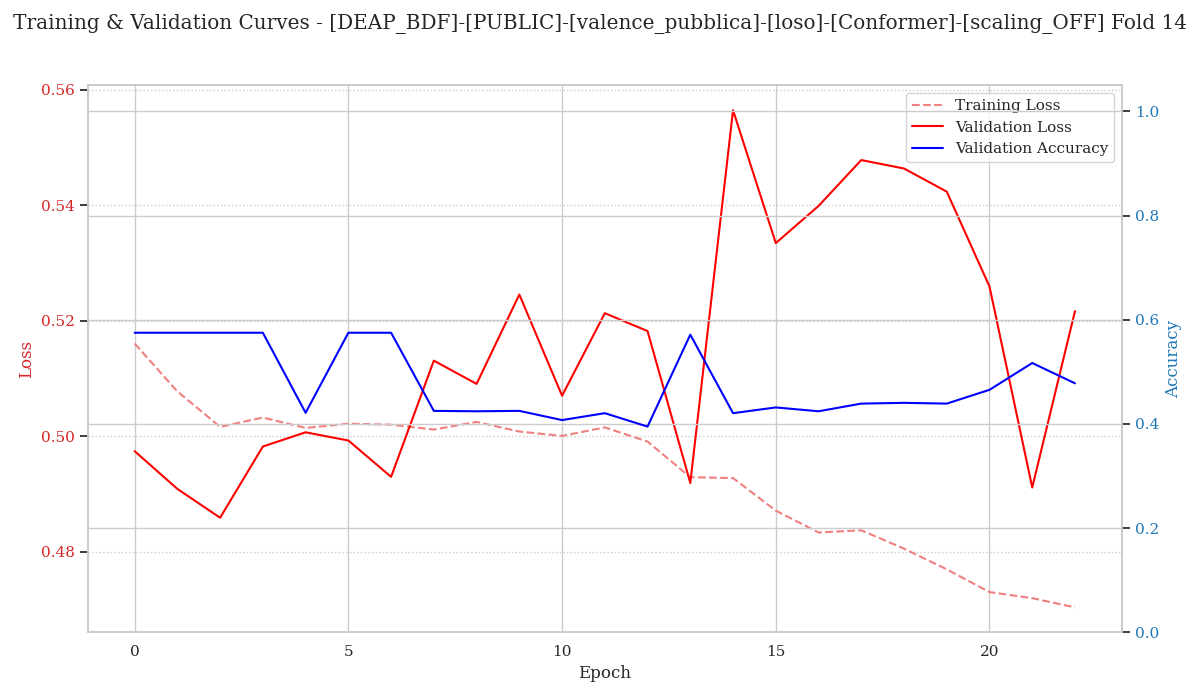 Training & Validation Curves - [DEAP_BDF]-[PUBLIC]-[valence_pubblica]-[loso]-[Conformer]-[scaling_OFF] Fold 14
Training Loss
Validation Loss
Validation Accuracy
0.56
0.54
0.52
0.50
0.48
Loss
1.0
0.8
0.6
0.4
0.2
0.0
Accuracy
0
5
10
15
20
Epoch